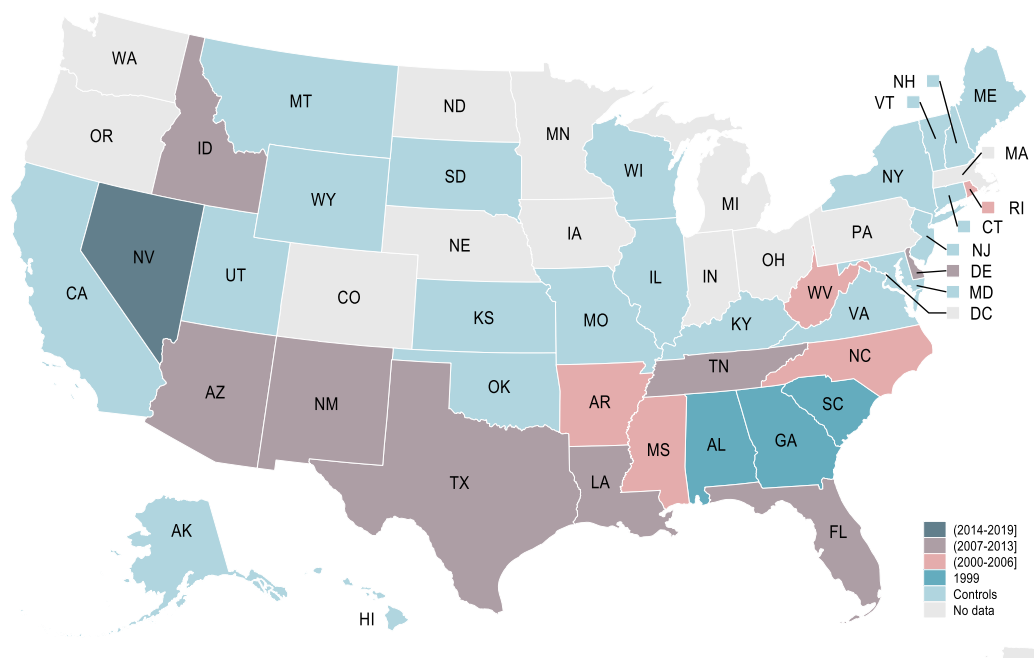 WA
MT
ND
MN
NH
VT
ME
OR
ID
SD
WI
MA
NY
WY
MI
RI
CT
NE
IA
PA
NJ
NV
UT
OH
DE
IN
IL
CA
CO
WV
MD
DC
KS
MO
KY
VA
OK
TN
NC
AZ
NM
AR
SC
MS
AL
GA
TX
LA
AK
FL
HI
(2014-2019]
(2007-2013]
(2000-2006]
1999
Controls
No data